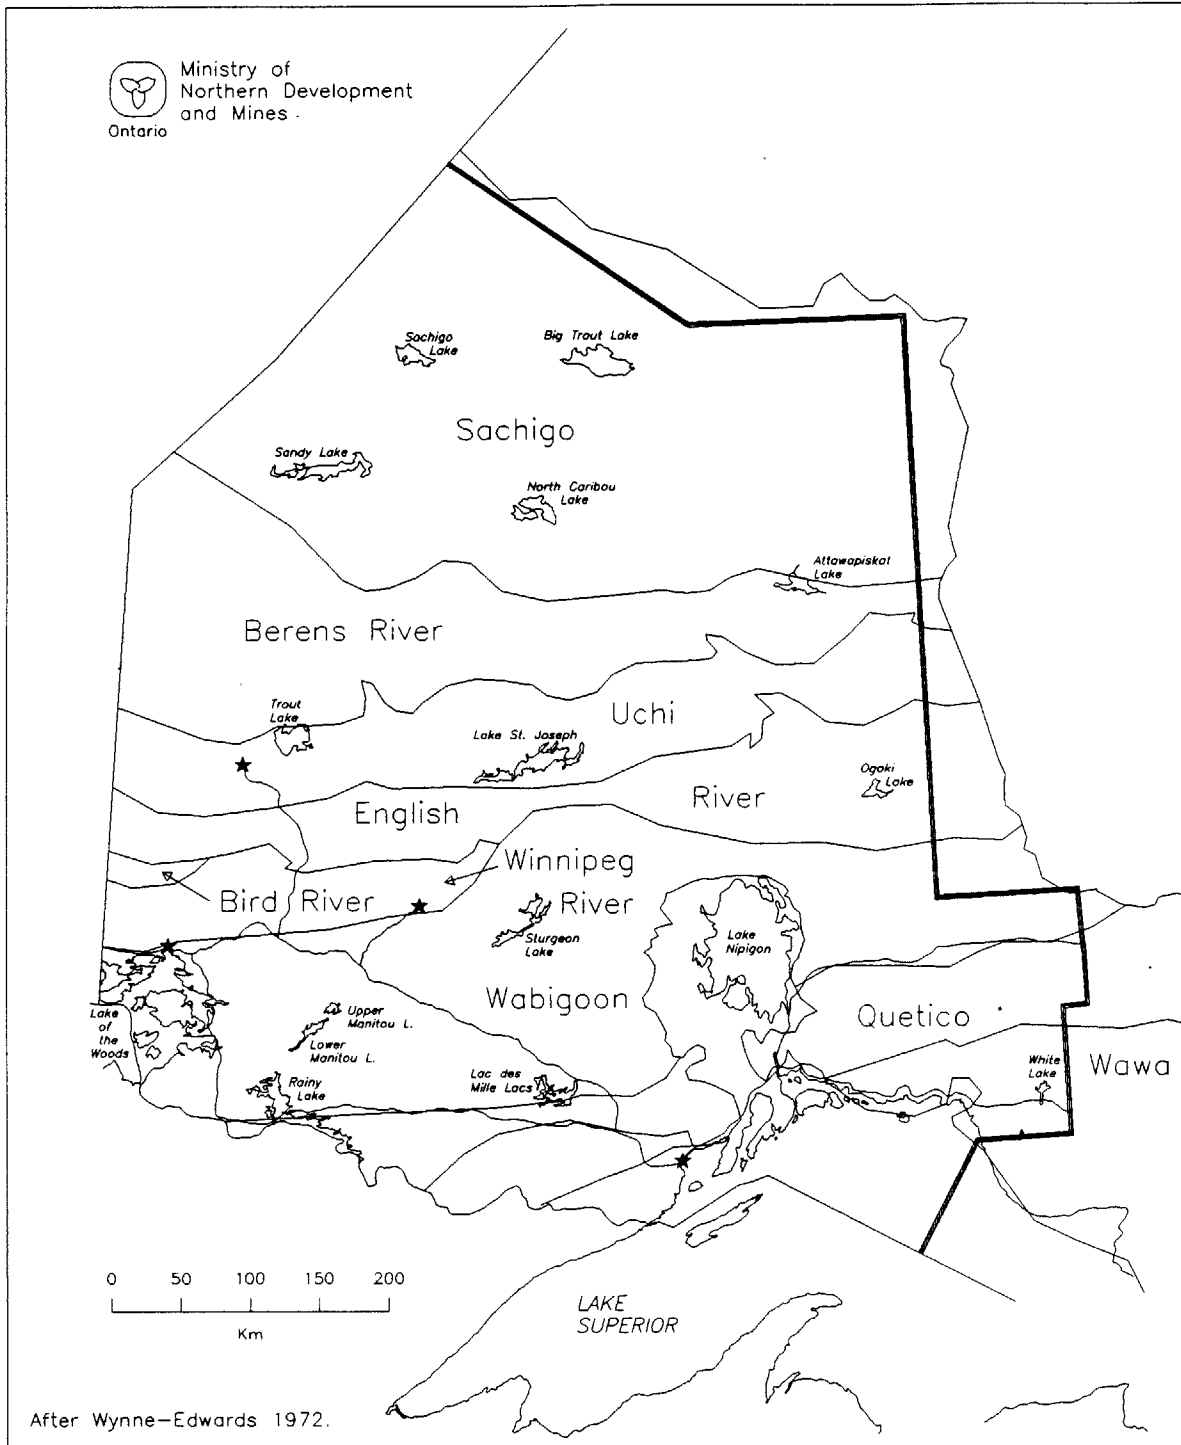 Ministry of
Northern Development
and Mines
Ontario
Sachigo
Lake
Big Trout Lake
Sachigo
Sandy Lake
North Caribou
Lake
Attawapiskat
Lake
Berens River
Trout
Lake
Uchi
Lake St. Joseph
Ogoki
Lake
English
River
Winnipeg
River
Bird River
Sturgeon
Lake
Lake
Nipigon
Wabigoon
Lake
of
the
Woods
Upper
Manitou L.
Lower
Manitou L.
Quetico
Rainy
Lake
Lac des
Mille Lacs
White
Lake
Wawa
0 50 100 150 200
Km
LAKE
SUPERIOR
After Wynne-Edwards 1972.